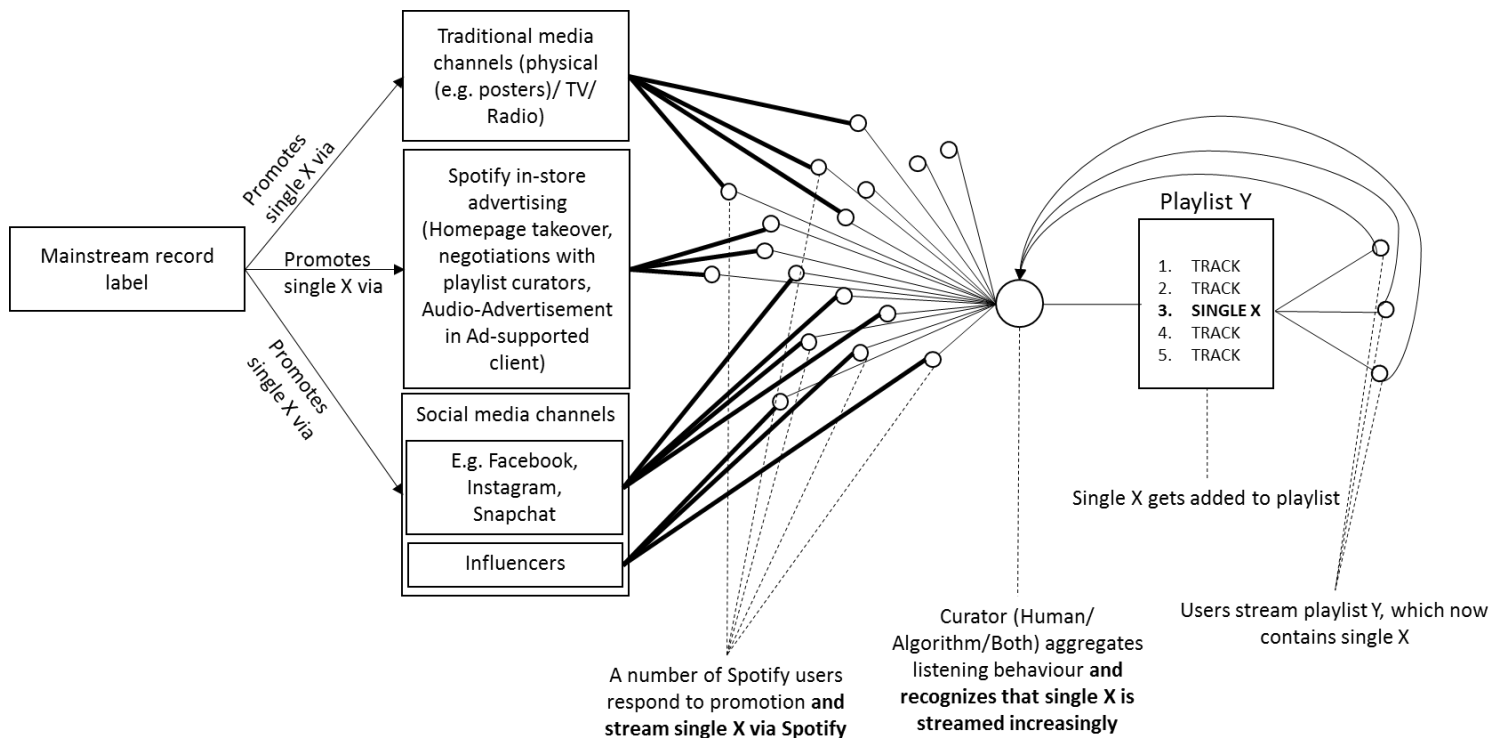 Mainstream record
label
Promotes
single X via
Promotes
single X via
Promotes
single X via
Traditional media
channels (physical
(e.g. posters)/ TV/
Radio)
Spotify in-store
advertising
(Homepage takeover,
negotiations with
playlist curators,
Audio-Advertisement
in Ad-supported
client)
Social media channels
E.g. Facebook,
Instagram,
Snapchat
Influencers
A number of Spotify users
respond to promotion and
stream single X via Spotify
Curator (Human/
Algorithm/Both) aggregates
listening behaviour and
recognizes that single X is
streamed increasingly
Playlist Y
1. TRACK
2. TRACK
3. SINGLE X
4. TRACK
5. TRACK
Single X gets added to playlist
Users stream playlist Y, which now
contains single X